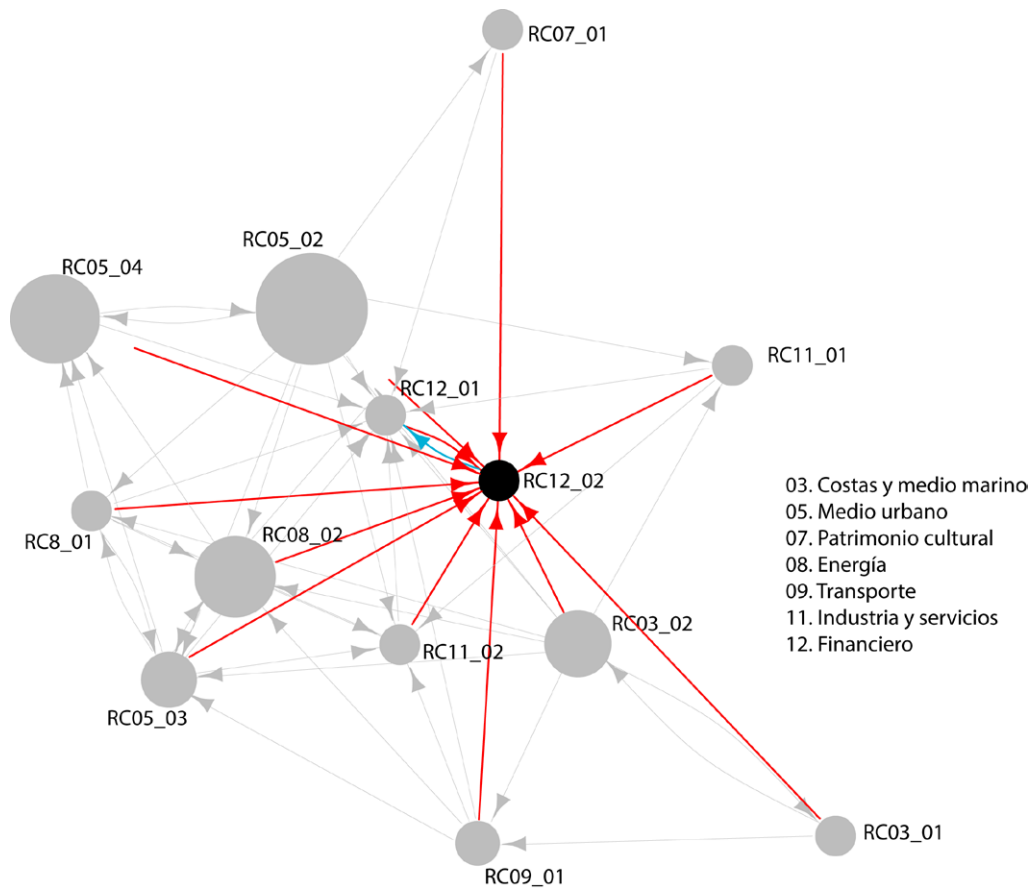 RC07_01
RC05_02
RC05_04
RC11_01
RC12_01
RC12_02
03. Costas y medio marino
05. Medio urbano
07. Patrimonio cultural
08. Energía
09. Transporte
11. Industria y servicios
12. Financiero
RC8_01
RC08_02
RC03_02
RC11_02
RC05_03
RC03_01
RC09_01